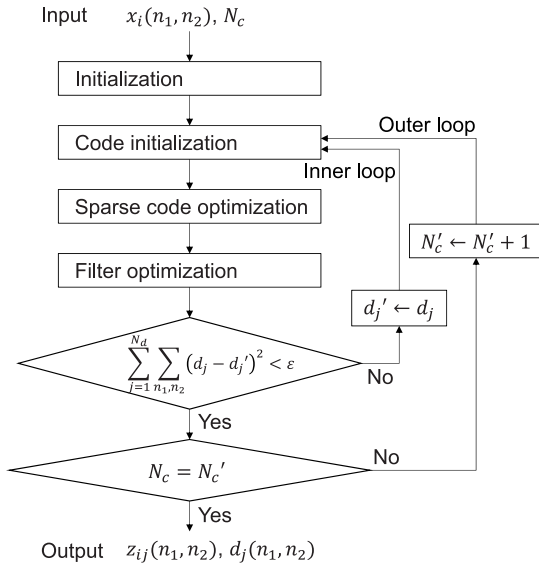 Input x_i(n_1, n_2), N_c
Initialization
Code initialization
Outer loop
Inner loop
Sparse code optimization
N_c′ ← N_c′ + 1
Filter optimization
d_j′ ← d_j
∑_{j=1}^{N_d} ∑_{n_1,n_2} (d_j − d_j′)^2 < ε
No
Yes
N_c = N_c′
No
Yes
Output z_{ij}(n_1, n_2), d_j(n_1, n_2)